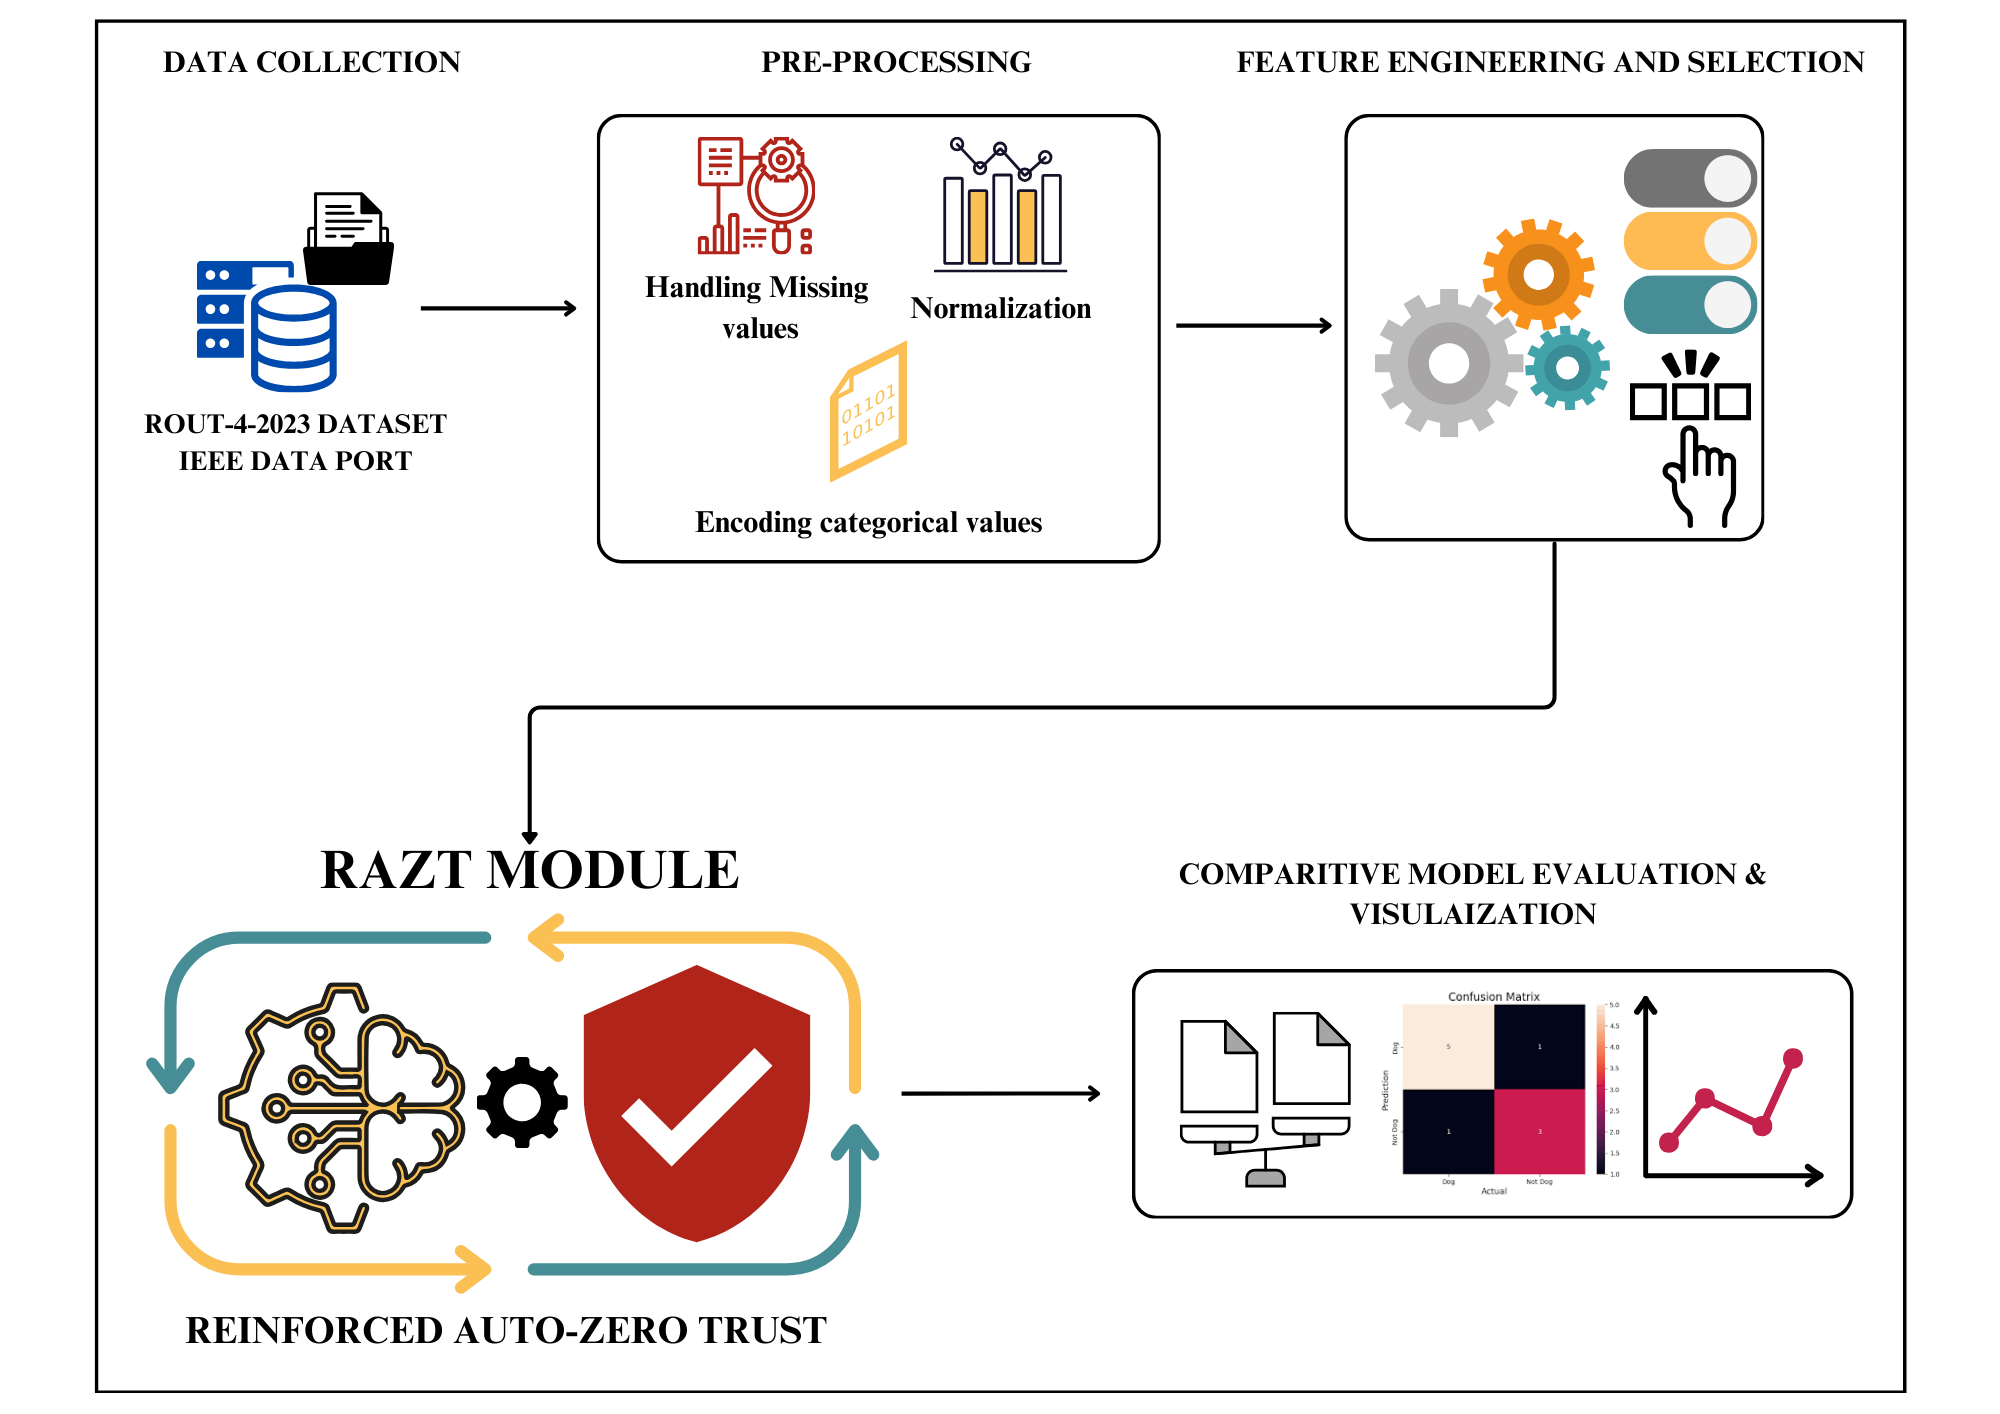 DATA COLLECTION
PRE-PROCESSING
FEATURE ENGINEERING AND SELECTION
Handling Missing
values
Normalization
01101
10101
Encoding categorical values
ROUT-4-2023 DATASET
IEEE DATA PORT
RAZT MODULE
REINFORCED AUTO-ZERO TRUST
COMPARITIVE MODEL EVALUATION &
VISULAIZATION
Confusion Matrix
Prediction
Dog
Not Dog
5
1
1
3
Dog
Not Dog
Actual
5.0
4.5
4.0
3.5
3.0
2.5
2.0
1.5
1.0